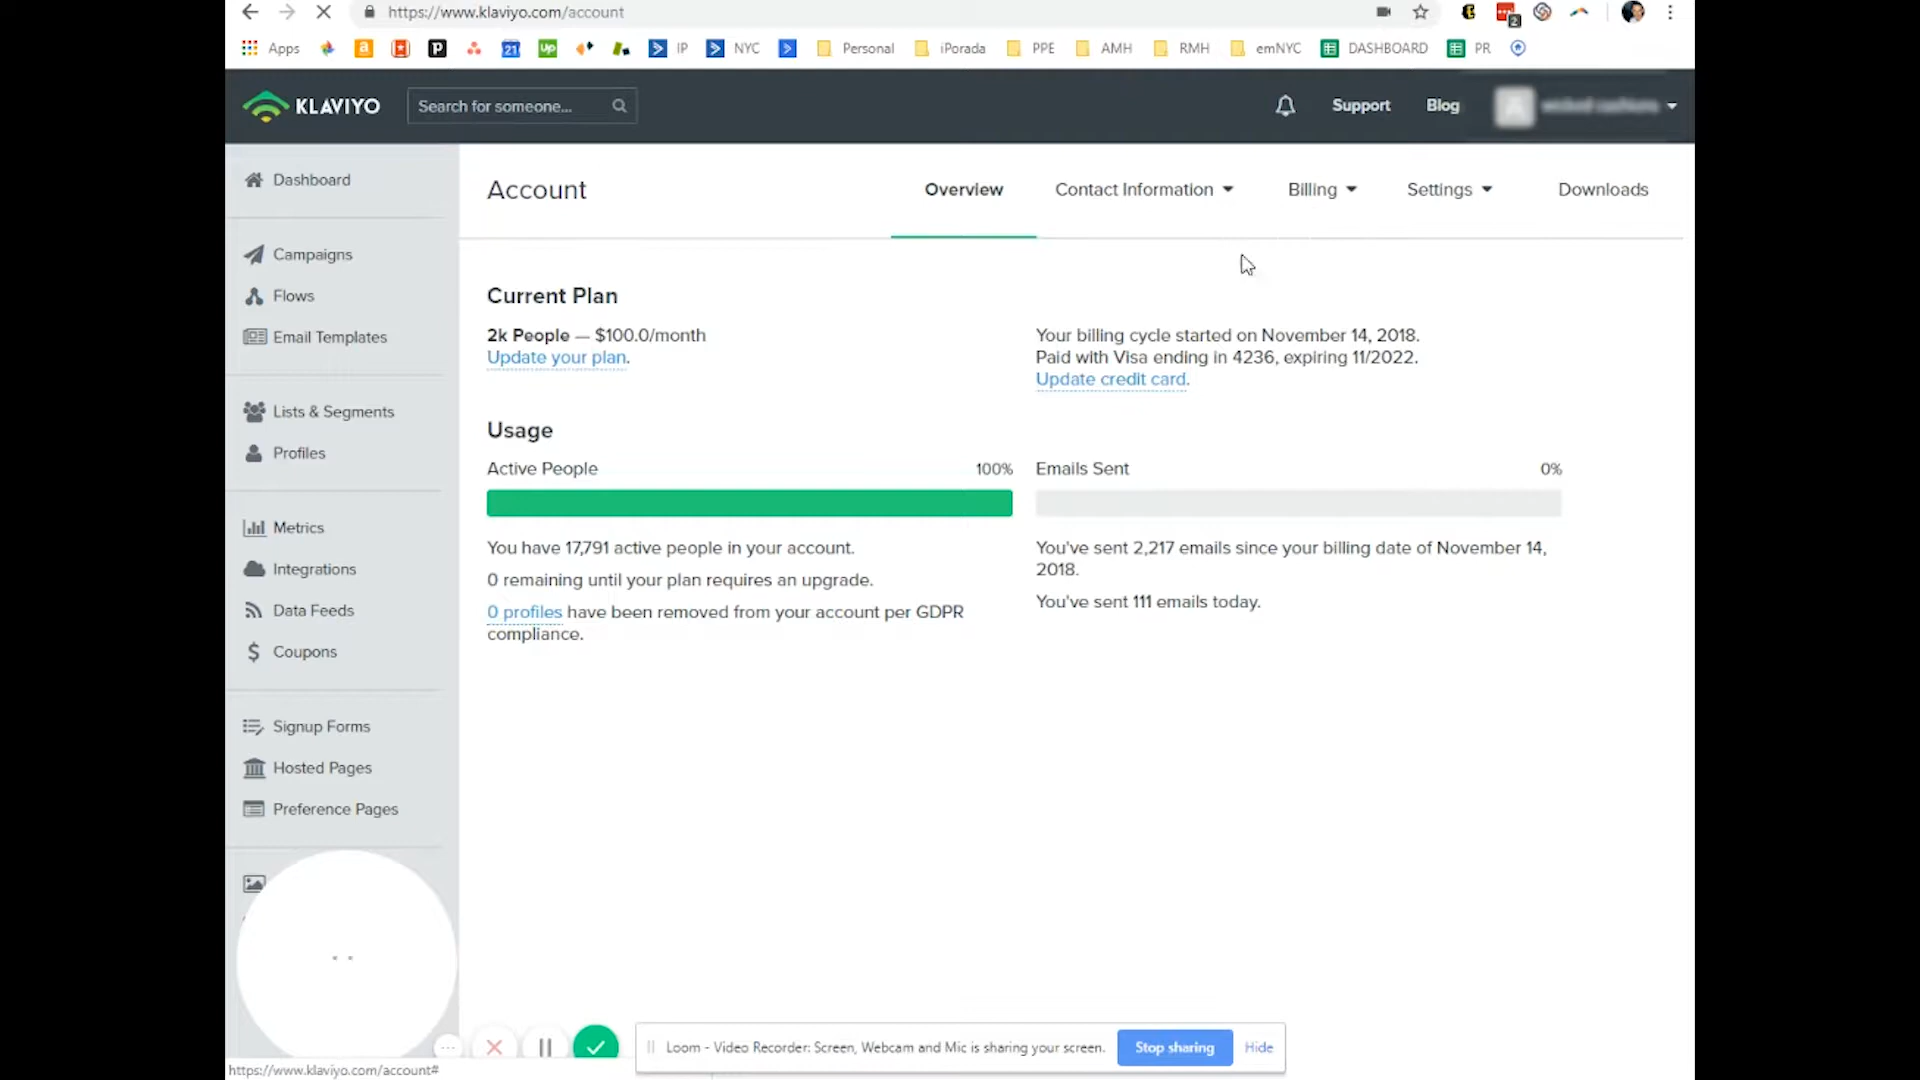 https://www.klaviyo.com/account
2
Apps
a
P
21
up
IP
NYC
Personal
iPorada
PPE
AMH
RMH
emNYC
DASHBOARD
PR
KLAVIYO
Search for someone...
Support
Blog
Dashboard
Campaigns
Flows
Email Templates
Lists & Segments
Profiles
Metrics
Integrations
Data Feeds
Coupons
Signup Forms
Hosted Pages
Preference Pages
Account
Overview
Contact Information
Billing
Settings
Downloads
Current Plan
2k People — $100.0/month
Update your plan.
Your billing cycle started on November 14, 2018.
Paid with Visa ending in 4236, expiring 11/2022.
Update credit card.
Usage
Active People 100%
You have 17,791 active people in your account.
0 remaining until your plan requires an upgrade.
0 profiles have been removed from your account per GDPR
compliance.
Emails Sent 0%
You've sent 2,217 emails since your billing date of November 14,
2018.
You've sent 111 emails today.
Loom - Video Recorder: Screen, Webcam and Mic is sharing your screen.
Stop sharing
Hide
https://www.klaviyo.com/account#